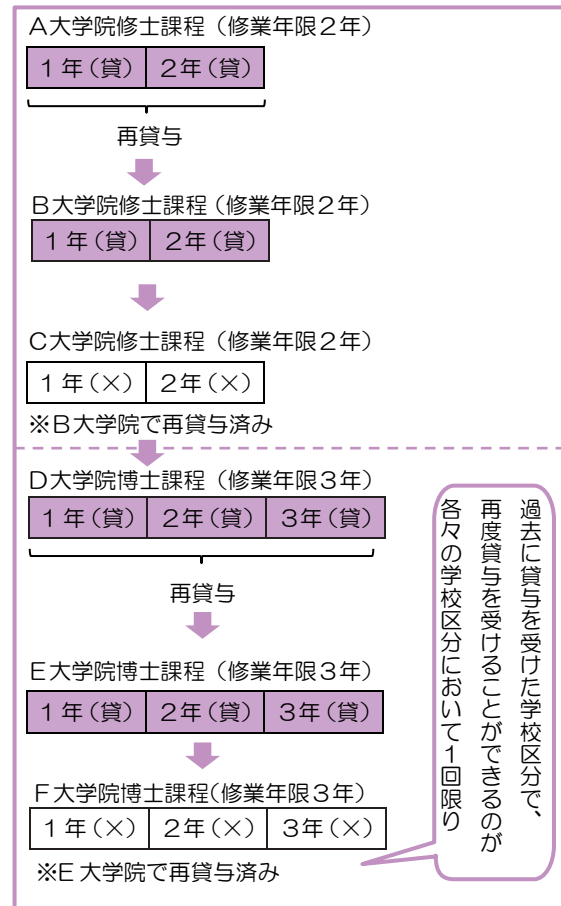 A大学院修士課程（修業年限２年）
１年（貸） ２年（貸）
再貸与
B大学院修士課程（修業年限２年）
１年（貸） ２年（貸）
C大学院修士課程（修業年限２年）
１年（×） ２年（×）
※B大学院で再貸与済み
D大学院博士課程（修業年限３年）
１年（貸） ２年（貸） ３年（貸）
再貸与
E大学院博士課程（修業年限３年）
１年（貸） ２年（貸） ３年（貸）
F大学院博士課程(修業年限３年）
１年（×） ２年（×） ３年（×）
※E大学院で再貸与済み
過去に貸与を受けた学校区分で、
再度貸与を受けることができるのが
各々の学校区分において１回限り